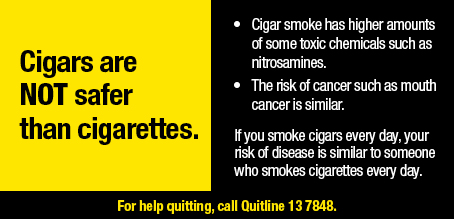 Cigars are
NOT safer
than cigarettes.
• Cigar smoke has higher amounts
of some toxic chemicals such as
nitrosamines.
• The risk of cancer such as mouth
cancer is similar.
If you smoke cigars every day, your
risk of disease is similar to someone
who smokes cigarettes every day.
For help quitting, call Quitline 13 7848.